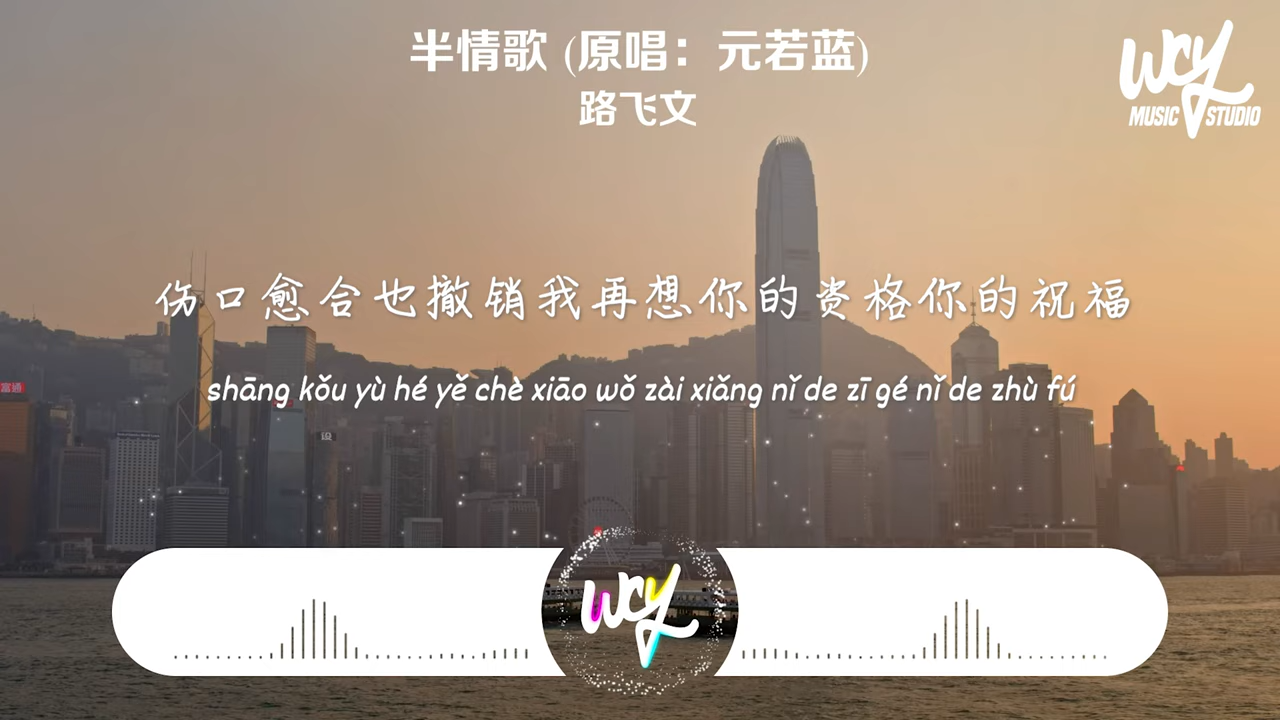 半情歌 (原唱：元若蓝)
路飞文
wcy
MUSIC STUDIO
伤口愈合也撤销我再想你的资格你的祝福
shāng kǒu yù hé yě chè xiāo wǒ zài xiǎng nǐ de zī gé nǐ de zhù fú
富通
wcy